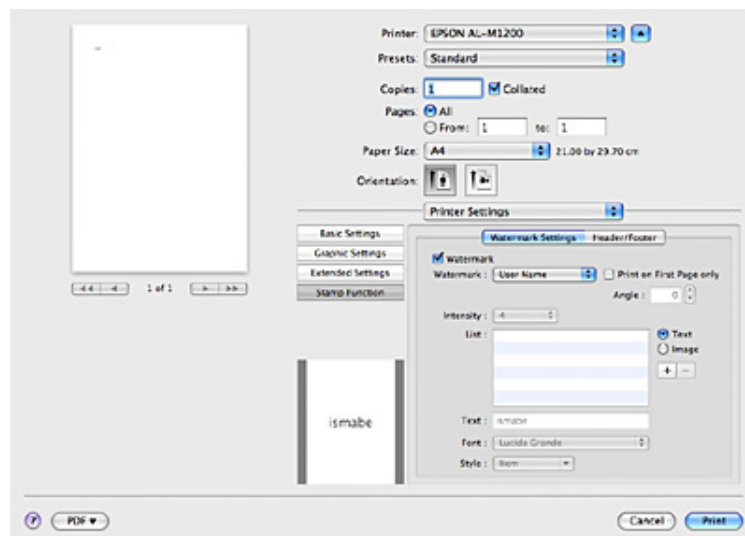 Printer: EPSON AL-M1200
Presets: Standard
Copies: 1 Collated
Pages: All
From: 1 to: 1
Paper Size: A4 21.00 by 29.70 cm
Orientation:
Printer Settings
Basic Settings
Graphic Settings
Extended Settings
Stamp Function
1 of 1
ismabe
Watermark Settings Header/Footer
Watermark
Watermark : User Name Print on First Page only
Angle : 0
Intensity : 4
List : Text
Image
+ −
Text : ismabe
Font : Lucida Grande
Style :
? PDF ▾ Cancel Print